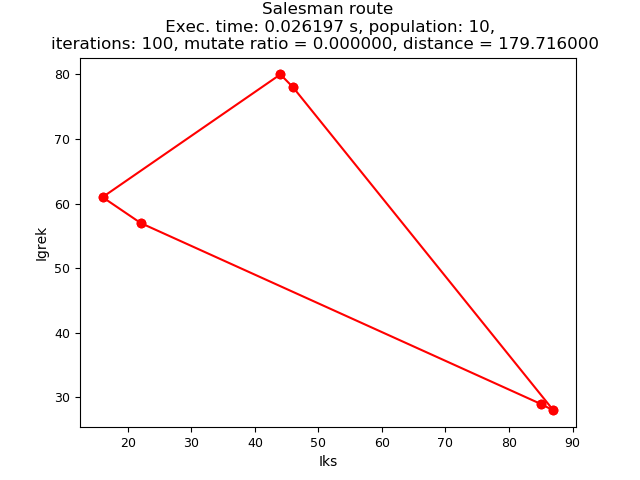 Salesman route
Exec. time: 0.026197 s, population: 10,
iterations: 100, mutate ratio = 0.000000, distance = 179.716000
80
70
60
50
40
30
Igrek
20 30 40 50 60 70 80 90
Iks